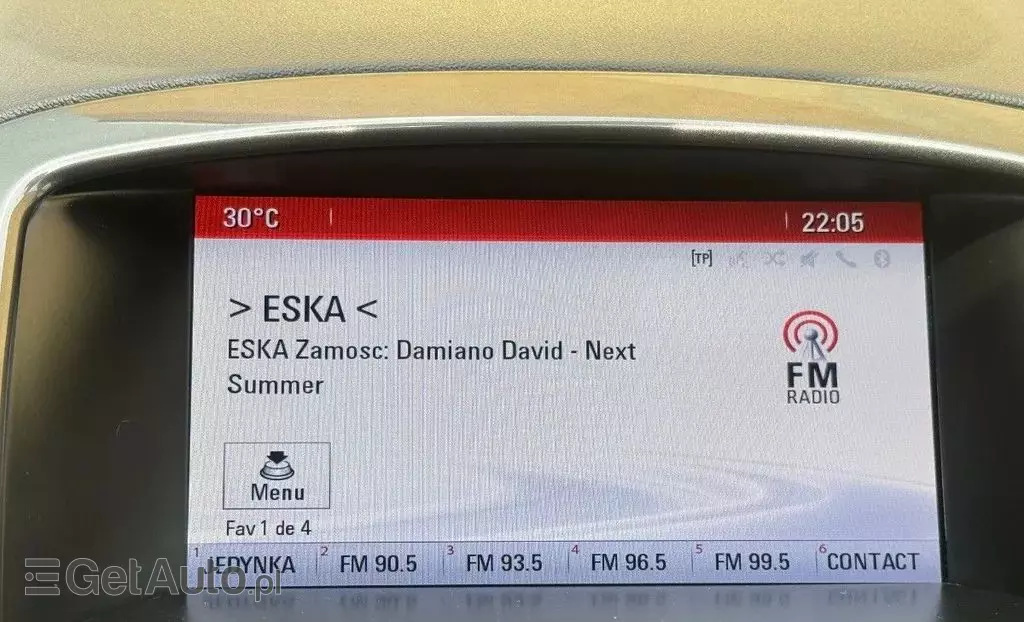 30°C 22:05
[TP]
> ESKA <
ESKA Zamosc: Damiano David - Next
Summer
FM
RADIO
Menu
Fav 1 de 4
1 JEDYNKA 2 FM 90.5 3 FM 93.5 4 FM 96.5 5 FM 99.5 6 CONTACT
GetAuto.pl